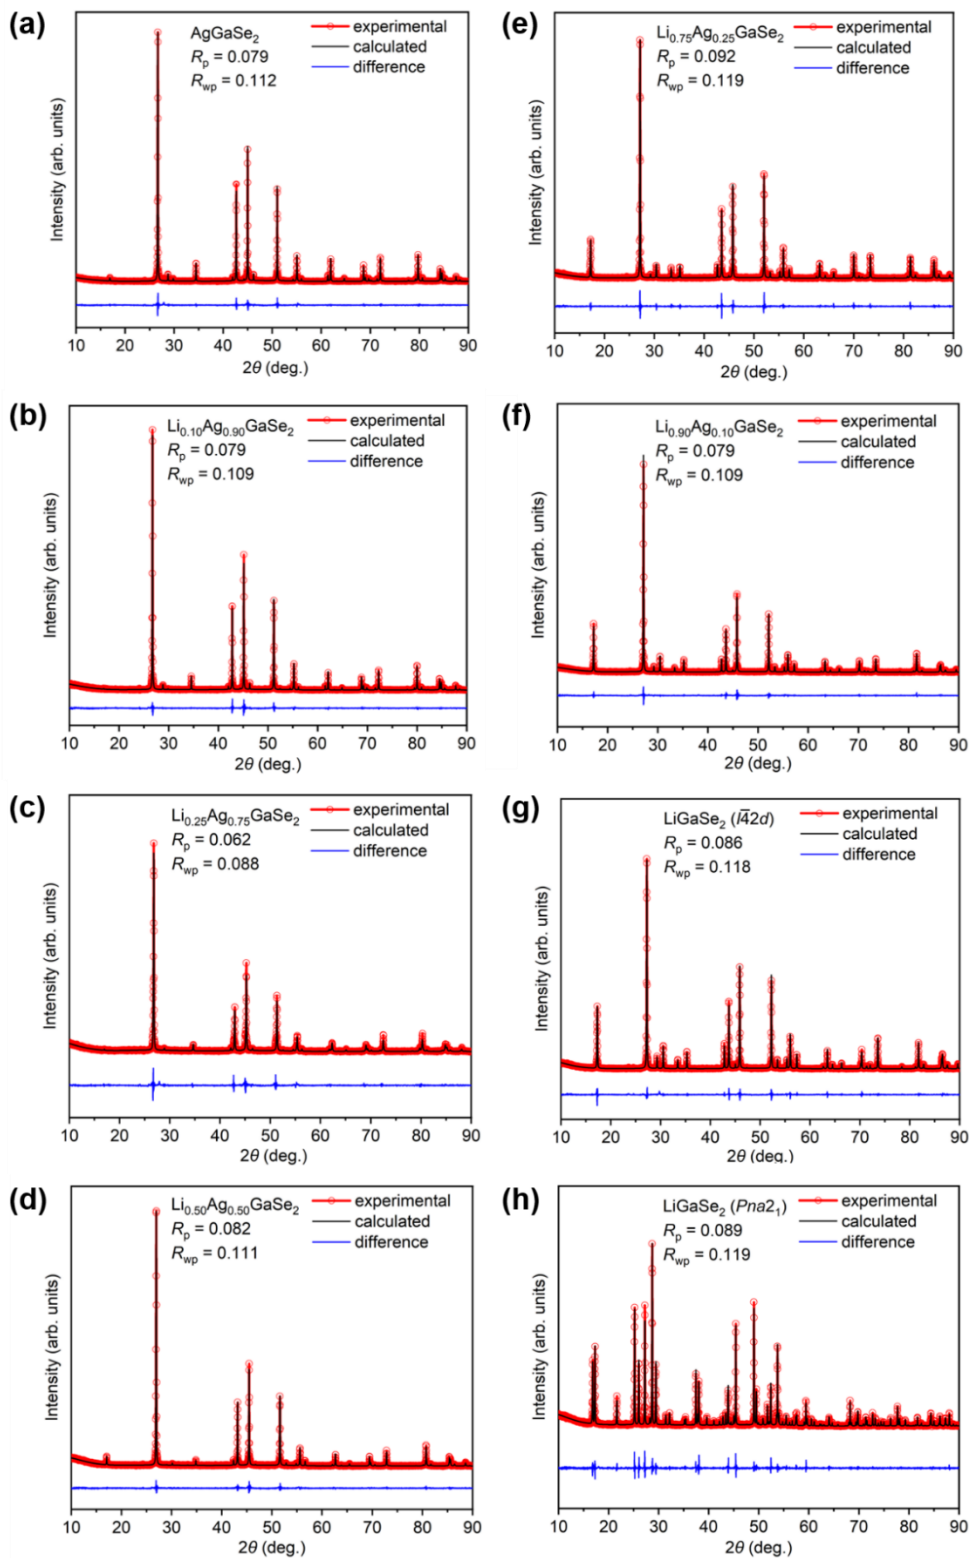 (a)
AgGaSe₂
Rp = 0.079
Rwp = 0.112
experimental
calculated
difference
Intensity (arb. units)
10 20 30 40 50 60 70 80 90
2θ (deg.)
(b)
Li₀.₁₀Ag₀.₉₀GaSe₂
Rp = 0.079
Rwp = 0.109
experimental
calculated
difference
Intensity (arb. units)
10 20 30 40 50 60 70 80 90
2θ (deg.)
(c)
Li₀.₂₅Ag₀.₇₅GaSe₂
Rp = 0.062
Rwp = 0.088
experimental
calculated
difference
Intensity (arb. units)
10 20 30 40 50 60 70 80 90
2θ (deg.)
(d)
Li₀.₅₀Ag₀.₅₀GaSe₂
Rp = 0.082
Rwp = 0.111
experimental
calculated
difference
Intensity (arb. units)
10 20 30 40 50 60 70 80 90
2θ (deg.)
(e)
Li₀.₇₅Ag₀.₂₅GaSe₂
Rp = 0.092
Rwp = 0.119
experimental
calculated
difference
Intensity (arb. units)
10 20 30 40 50 60 70 80 90
2θ (deg.)
(f)
Li₀.₉₀Ag₀.₁₀GaSe₂
Rp = 0.079
Rwp = 0.109
experimental
calculated
difference
Intensity (arb. units)
10 20 30 40 50 60 70 80 90
2θ (deg.)
(g)
LiGaSe₂ (I4̅2d)
Rp = 0.086
Rwp = 0.118
experimental
calculated
difference
Intensity (arb. units)
10 20 30 40 50 60 70 80 90
2θ (deg.)
(h)
LiGaSe₂ (Pna2₁)
Rp = 0.089
Rwp = 0.119
experimental
calculated
difference
Intensity (arb. units)
10 20 30 40 50 60 70 80 90
2θ (deg.)